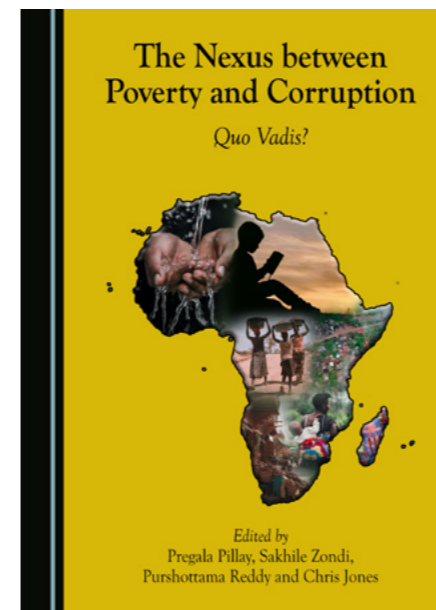 The Nexus between
Poverty and Corruption
Quo Vadis?
Edited by
Pregala Pillay, Sakhile Zondi,
Purshottama Reddy and Chris Jones